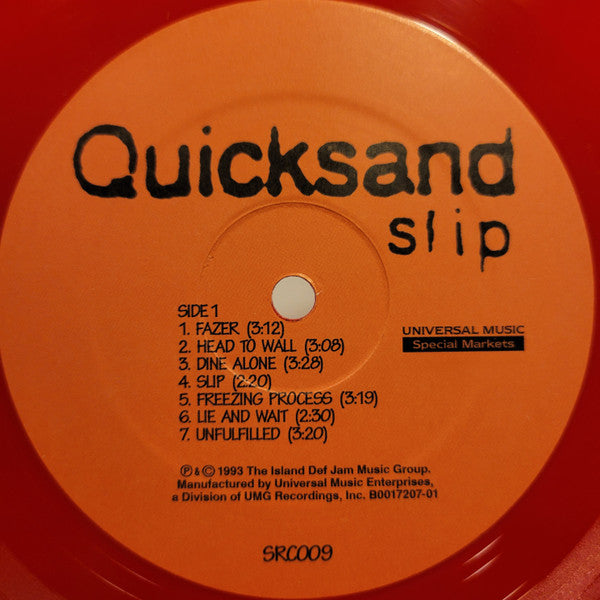 Quicksand
slip
SIDE 1
1. FAZER (3:12)
2. HEAD TO WALL (3:08)
3. DINE ALONE (3:28)
4. SLIP (2:20)
5. FREEZING PROCESS (3:19)
6. LIE AND WAIT (2:30)
7. UNFULFILLED (3:20)
UNIVERSAL MUSIC
Special Markets
℗ & © 1993 The Island Def Jam Music Group.
Manufactured by Universal Music Enterprises,
a Division of UMG Recordings, Inc. B0017207-01
SRC009